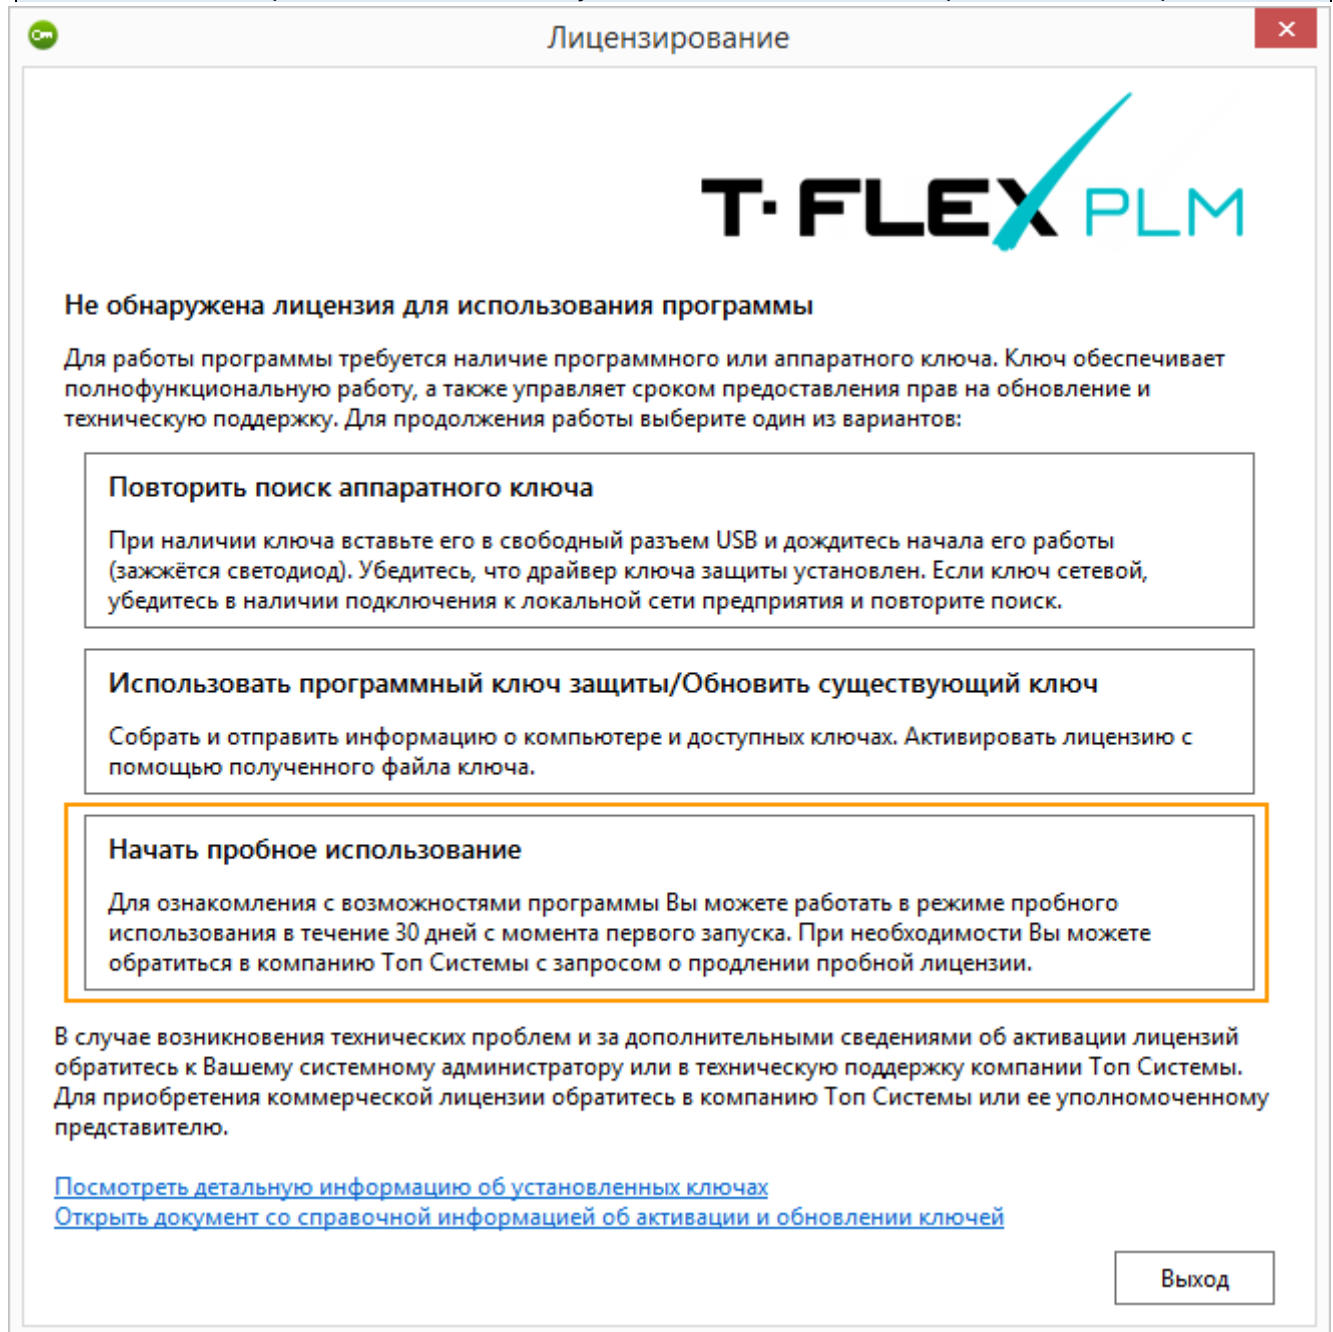 Лицензирование
T·FLEX PLM
Не обнаружена лицензия для использования программы
Для работы программы требуется наличие программного или аппаратного ключа. Ключ обеспечивает
полнофункциональную работу, а также управляет сроком предоставления прав на обновление и
техническую поддержку. Для продолжения работы выберите один из вариантов:
Повторить поиск аппаратного ключа
При наличии ключа вставьте его в свободный разъем USB и дождитесь начала его работы
(зажжётся светодиод). Убедитесь, что драйвер ключа защиты установлен. Если ключ сетевой,
убедитесь в наличии подключения к локальной сети предприятия и повторите поиск.
Использовать программный ключ защиты/Обновить существующий ключ
Собрать и отправить информацию о компьютере и доступных ключах. Активировать лицензию с
помощью полученного файла ключа.
Начать пробное использование
Для ознакомления с возможностями программы Вы можете работать в режиме пробного
использования в течение 30 дней с момента первого запуска. При необходимости Вы можете
обратиться в компанию Топ Системы с запросом о продлении пробной лицензии.
В случае возникновения технических проблем и за дополнительными сведениями об активации лицензий
обратитесь к Вашему системному администратору или в техническую поддержку компании Топ Системы.
Для приобретения коммерческой лицензии обратитесь в компанию Топ Системы или ее уполномоченному
представителю.
Посмотреть детальную информацию об установленных ключах
Открыть документ со справочной информацией об активации и обновлении ключей
Выход